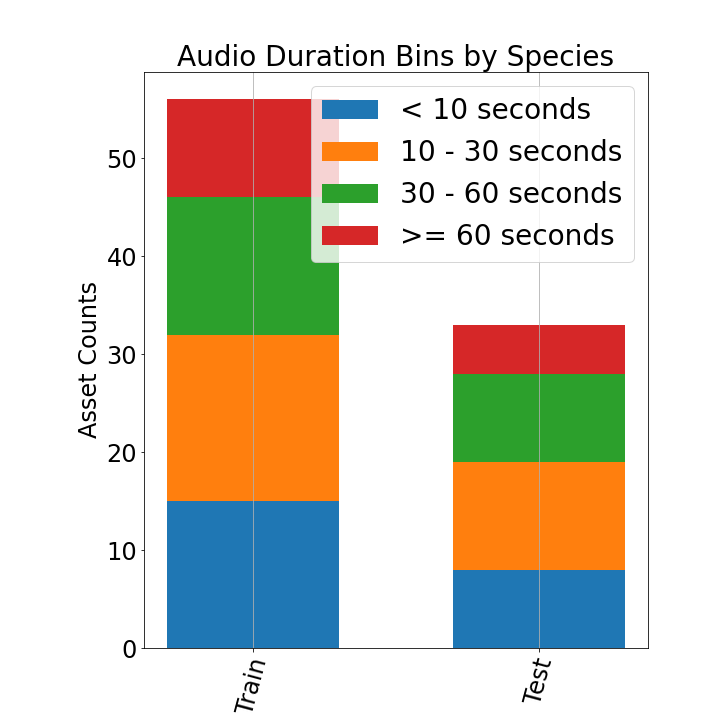 Audio Duration Bins by Species
< 10 seconds
10 - 30 seconds
30 - 60 seconds
>= 60 seconds
Asset Counts
50
40
30
20
10
0
Train
Test